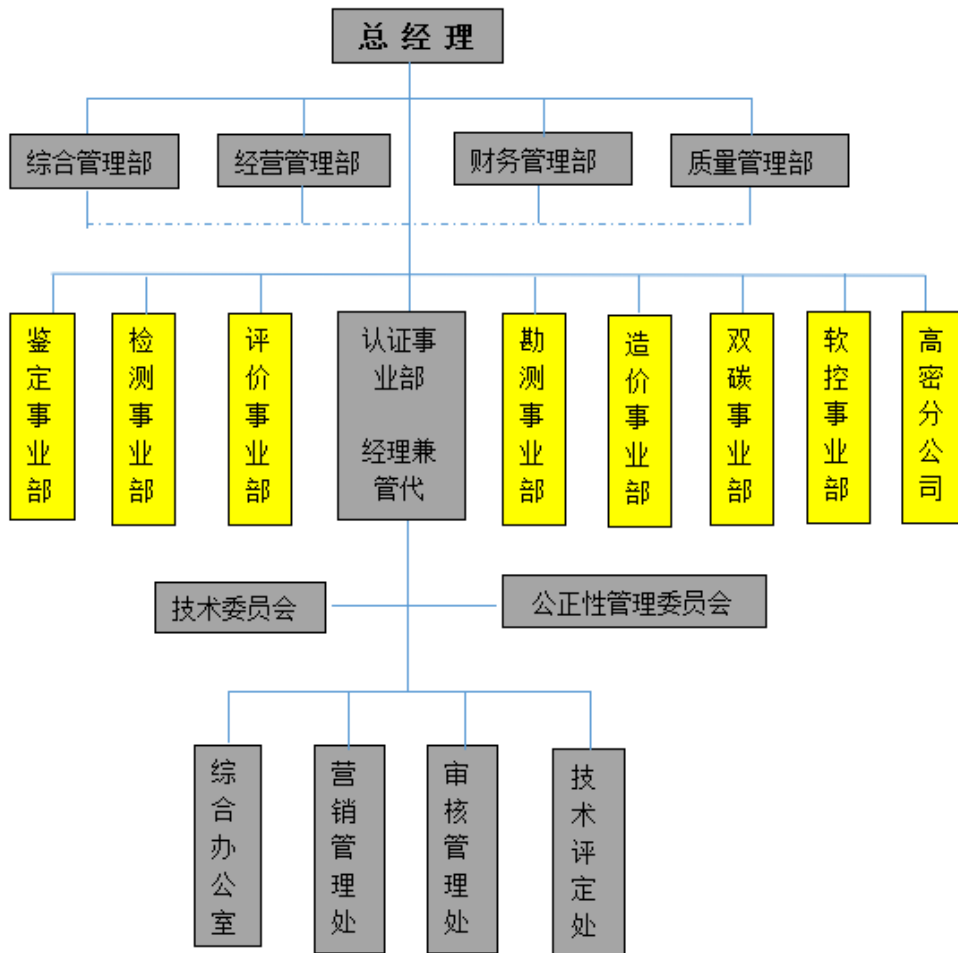 总 经 理
综合管理部
经营管理部
财务管理部
质量管理部
鉴定事业部
检测事业部
评价事业部
认证事
业部
经理兼
管代
勘测事业部
造价事业部
双碳事业部
软控事业部
高密分公司
技术委员会
公正性管理委员会
综合办公室
营销管理处
审核管理处
技术评定处